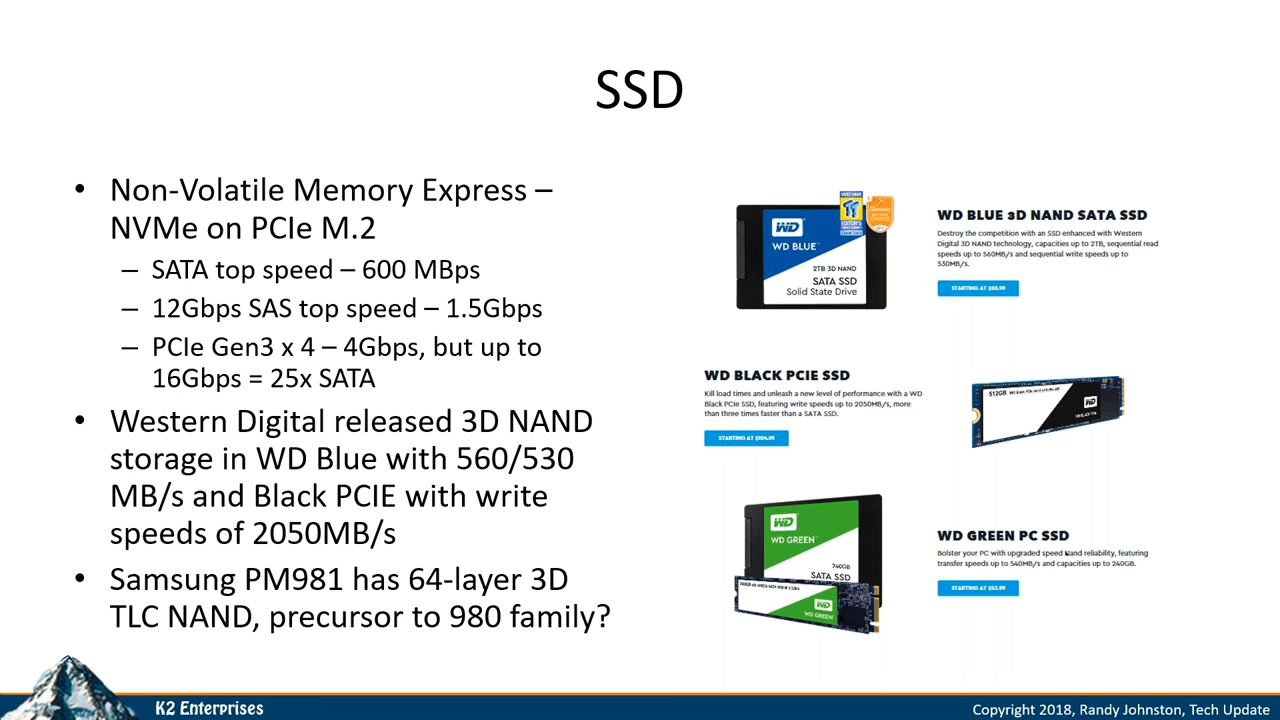 SSD
• Non-Volatile Memory Express –
NVMe on PCIe M.2
– SATA top speed – 600 MBps
– 12Gbps SAS top speed – 1.5Gbps
– PCIe Gen3 x 4 – 4Gbps, but up to
16Gbps = 25x SATA
• Western Digital released 3D NAND
storage in WD Blue with 560/530
MB/s and Black PCIE with write
speeds of 2050MB/s
• Samsung PM981 has 64-layer 3D
TLC NAND, precursor to 980 family?
WD
WD BLUE™
2TB 3D NAND
SATA SSD
Solid State Drive
WD BLUE 3D NAND SATA SSD
Destroy the competition with an SSD enhanced with Western
Digital 3D NAND technology, capacities up to 2TB, sequential read
speeds up to 560MB/s and sequential write speeds up to
530MB/s.
WD BLACK PCIE SSD
Kill load times and unleash a new level of performance with a WD
Black PCIe SSD, featuring write speeds up to 2050MB/s, more
than three times faster than a SATA SSD.
STARTING AT
512GB
WD
WD
WD GREEN™
240GB
SATA SSD
WD
WD GREEN
WD GREEN PC SSD
Bolster your PC with upgraded speed and reliability, featuring
transfer speeds up to 540MB/s and capacities up to 240GB.
STARTING AT
K2 Enterprises
Copyright 2018, Randy Johnston, Tech Update